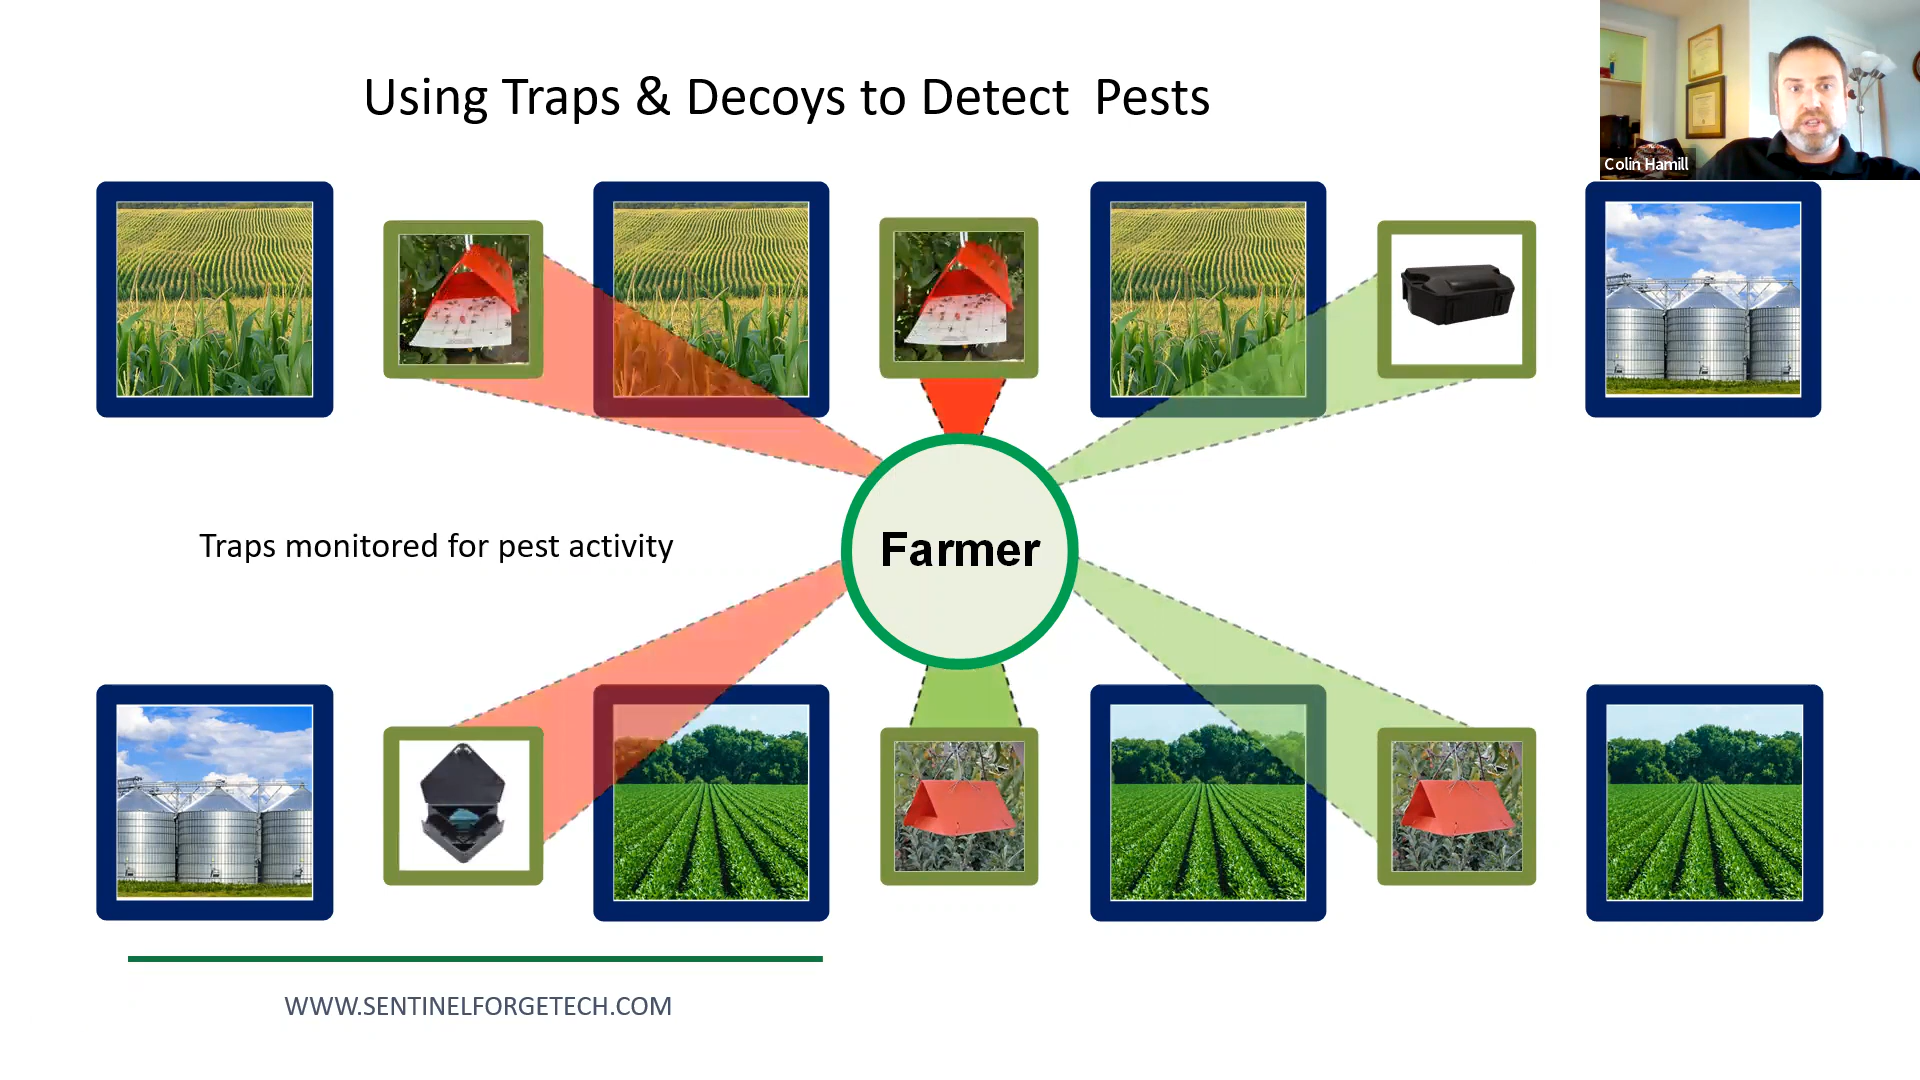 Using Traps & Decoys to Detect Pests
Colin Hamill
Traps monitored for pest activity
Farmer
WWW.SENTINELFORGETECH.COM